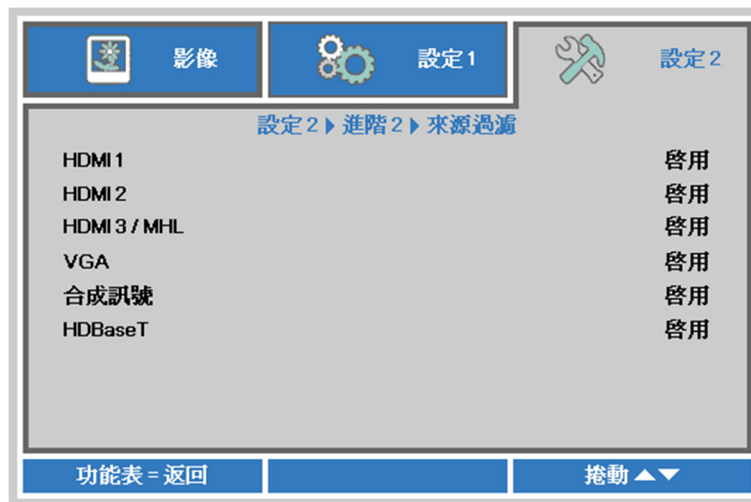 影像 設定1 設定2
設定2▶進階2▶來源過濾
HDMI 1 啓用
HDMI 2 啓用
HDMI 3 / MHL 啓用
VGA 啓用
合成訊號 啓用
HDBaseT 啓用
功能表 = 返回 捲動▲▼